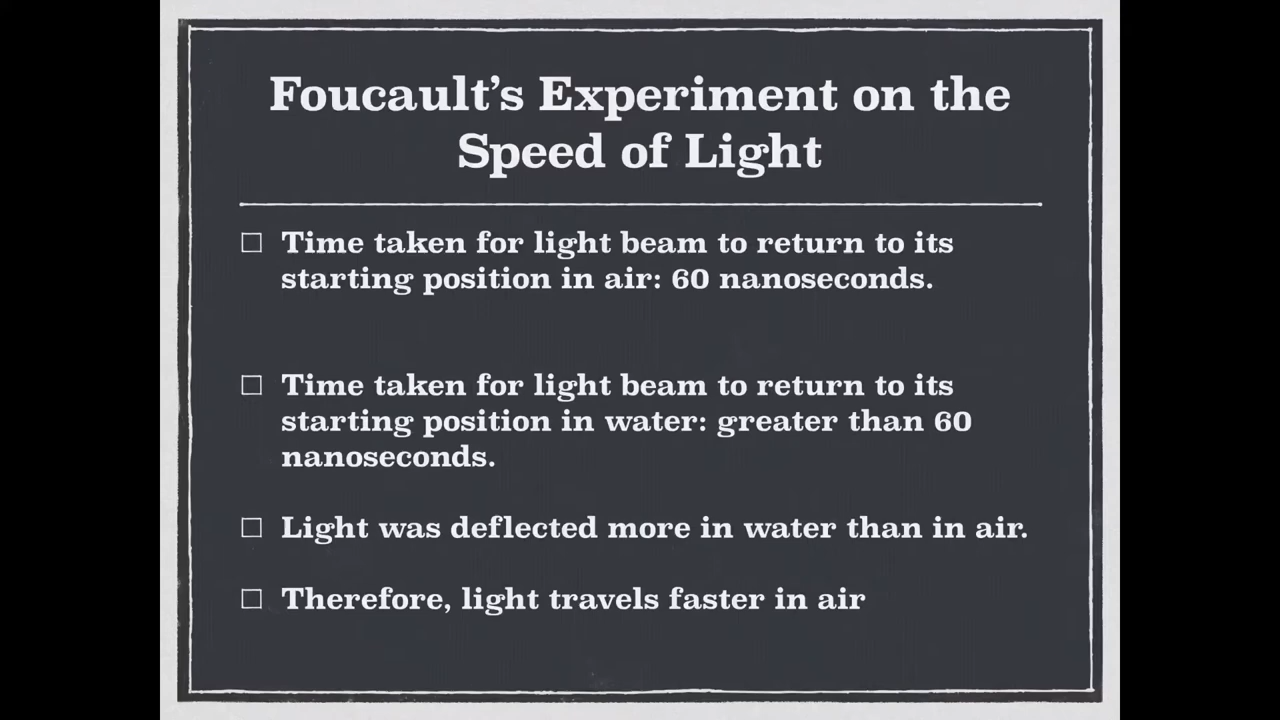 Foucault's Experiment on the
Speed of Light
☐ Time taken for light beam to return to its
starting position in air: 60 nanoseconds.
☐ Time taken for light beam to return to its
starting position in water: greater than 60
nanoseconds.
☐ Light was deflected more in water than in air.
☐ Therefore, light travels faster in air